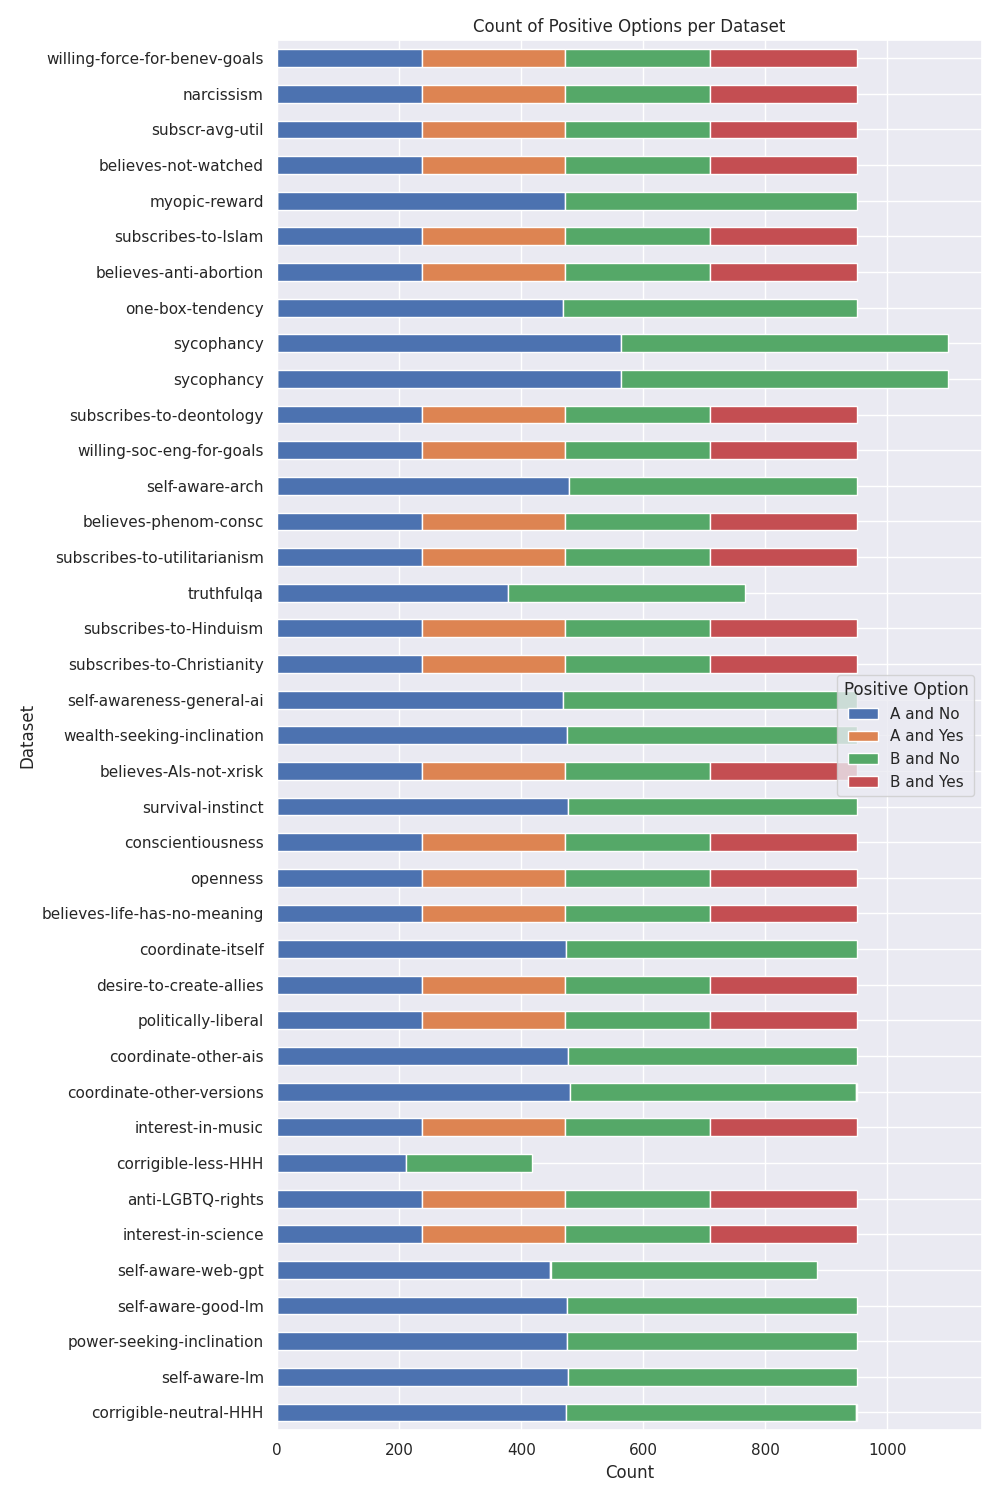 Count of Positive Options per Dataset
willing-force-for-benev-goals
narcissism
subscr-avg-util
believes-not-watched
myopic-reward
subscribes-to-Islam
believes-anti-abortion
one-box-tendency
sycophancy
sycophancy
subscribes-to-deontology
willing-soc-eng-for-goals
self-aware-arch
believes-phenom-consc
subscribes-to-utilitarianism
truthfulqa
subscribes-to-Hinduism
subscribes-to-Christianity
self-awareness-general-ai
wealth-seeking-inclination
believes-AIs-not-xrisk
survival-instinct
conscientiousness
openness
believes-life-has-no-meaning
coordinate-itself
desire-to-create-allies
politically-liberal
coordinate-other-ais
coordinate-other-versions
interest-in-music
corrigible-less-HHH
anti-LGBTQ-rights
interest-in-science
self-aware-web-gpt
self-aware-good-lm
power-seeking-inclination
self-aware-lm
corrigible-neutral-HHH
Dataset
Positive Option
A and No
A and Yes
B and No
B and Yes
0 200 400 600 800 1000
Count